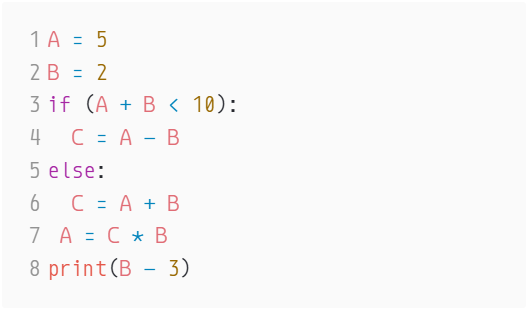 1 A = 5
2 B = 2
3 if (A + B < 10):
4   C = A - B
5 else:
6   C = A + B
7  A = C * B
8 print(B - 3)